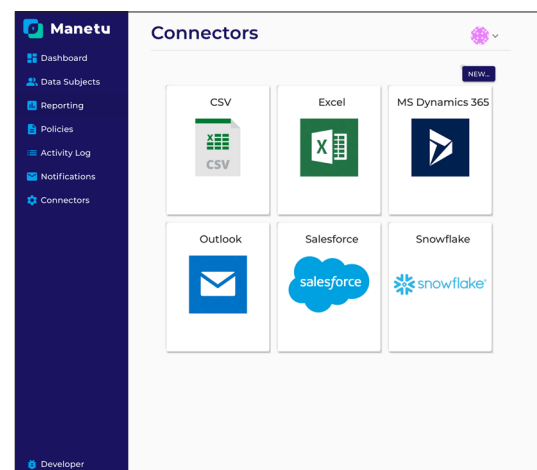 Manetu
Dashboard
Data Subjects
Reporting
Policies
Activity Log
Notifications
Connectors
Developer
Connectors
NEW...
CSV
Excel
MS Dynamics 365
CSV
X
Outlook
Salesforce
Snowflake
salesforce
snowflake